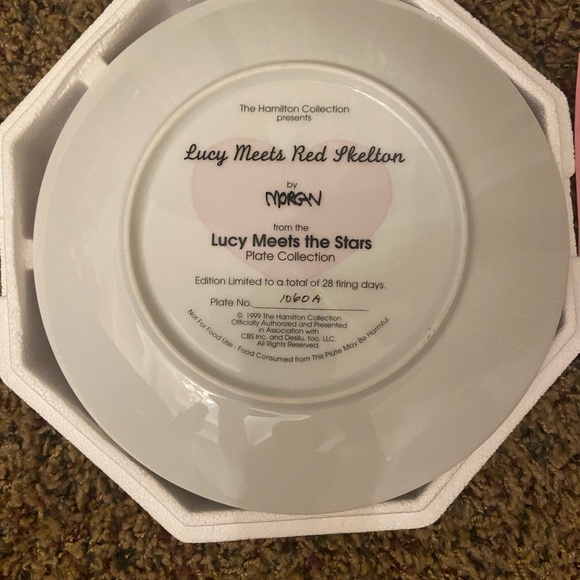 The Hamilton Collection
presents
Lucy Meets Red Skelton
by
MORGAN
from the
Lucy Meets the Stars
Plate Collection
Edition Limited to a total of 28 firing days.
Plate No. 1060A
© 1999 The Hamilton Collection
Officially Authorized and Presented
in Association with
CBS Inc. and Desilu, too, LLC.
All Rights Reserved.
Not For Food Use - Food Consumed from This Plate May Be Harmful.